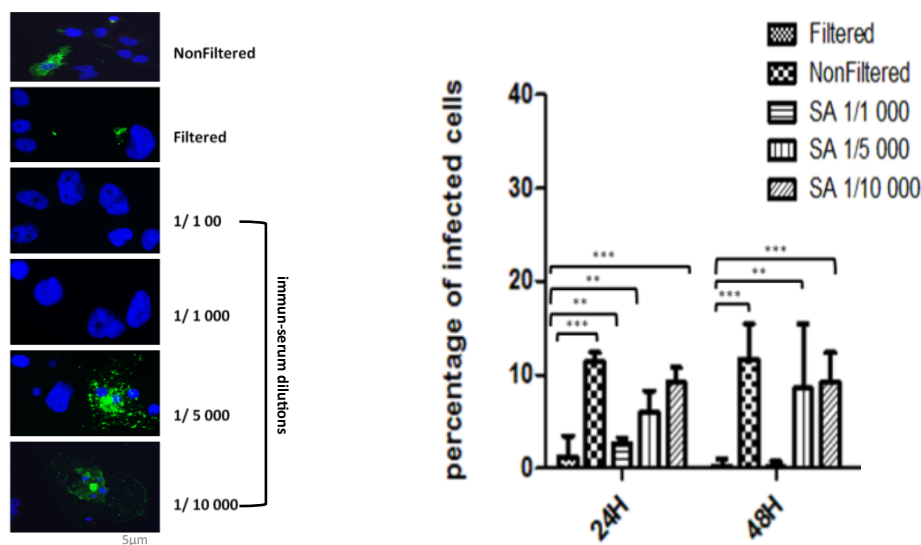 NonFiltered
Filtered
1/ 1 00
1/ 1 000
1/ 5 000
1/ 10 000
immun-serum dilutions
5µm
Filtered
NonFiltered
SA 1/1 000
SA 1/5 000
SA 1/10 000
percentage of infected cells
40
30
20
10
0
***
**
**
***
***
**
***
24H
48H